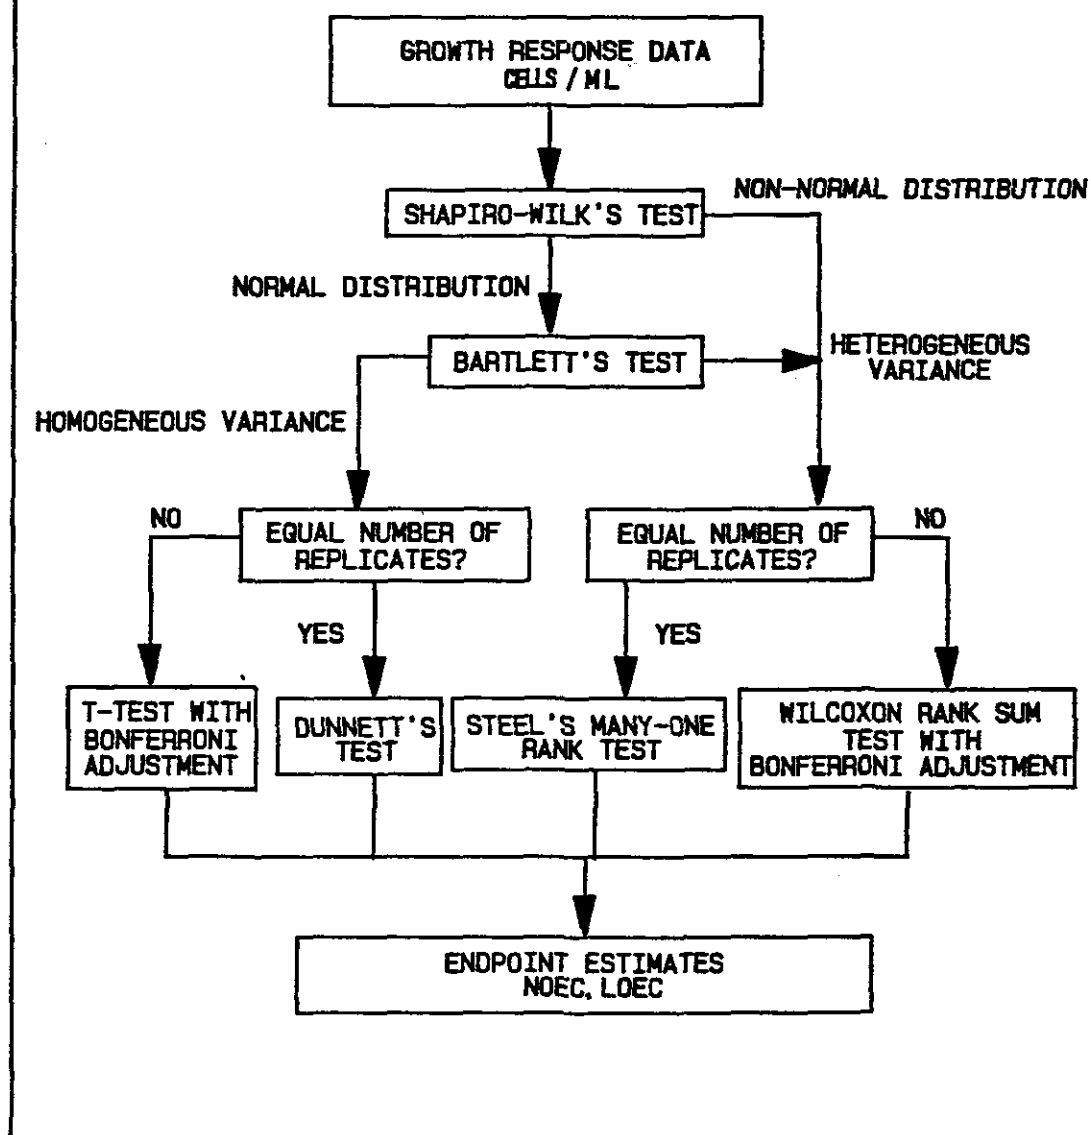 GROWTH RESPONSE DATA
CELLS / ML
NON-NORMAL DISTRIBUTION
SHAPIRO-WILK'S TEST
NORMAL DISTRIBUTION
HETEROGENEOUS
VARIANCE
BARTLETT'S TEST
HOMOGENEOUS VARIANCE
NO
EQUAL NUMBER OF
REPLICATES?
EQUAL NUMBER OF
REPLICATES?
NO
YES
YES
T-TEST WITH
BONFERRONI
ADJUSTMENT
DUNNETT'S
TEST
STEEL'S MANY-ONE
RANK TEST
WILCOXON RANK SUM
TEST WITH
BONFERRONI ADJUSTMENT
ENDPOINT ESTIMATES
NOEC, LOEC